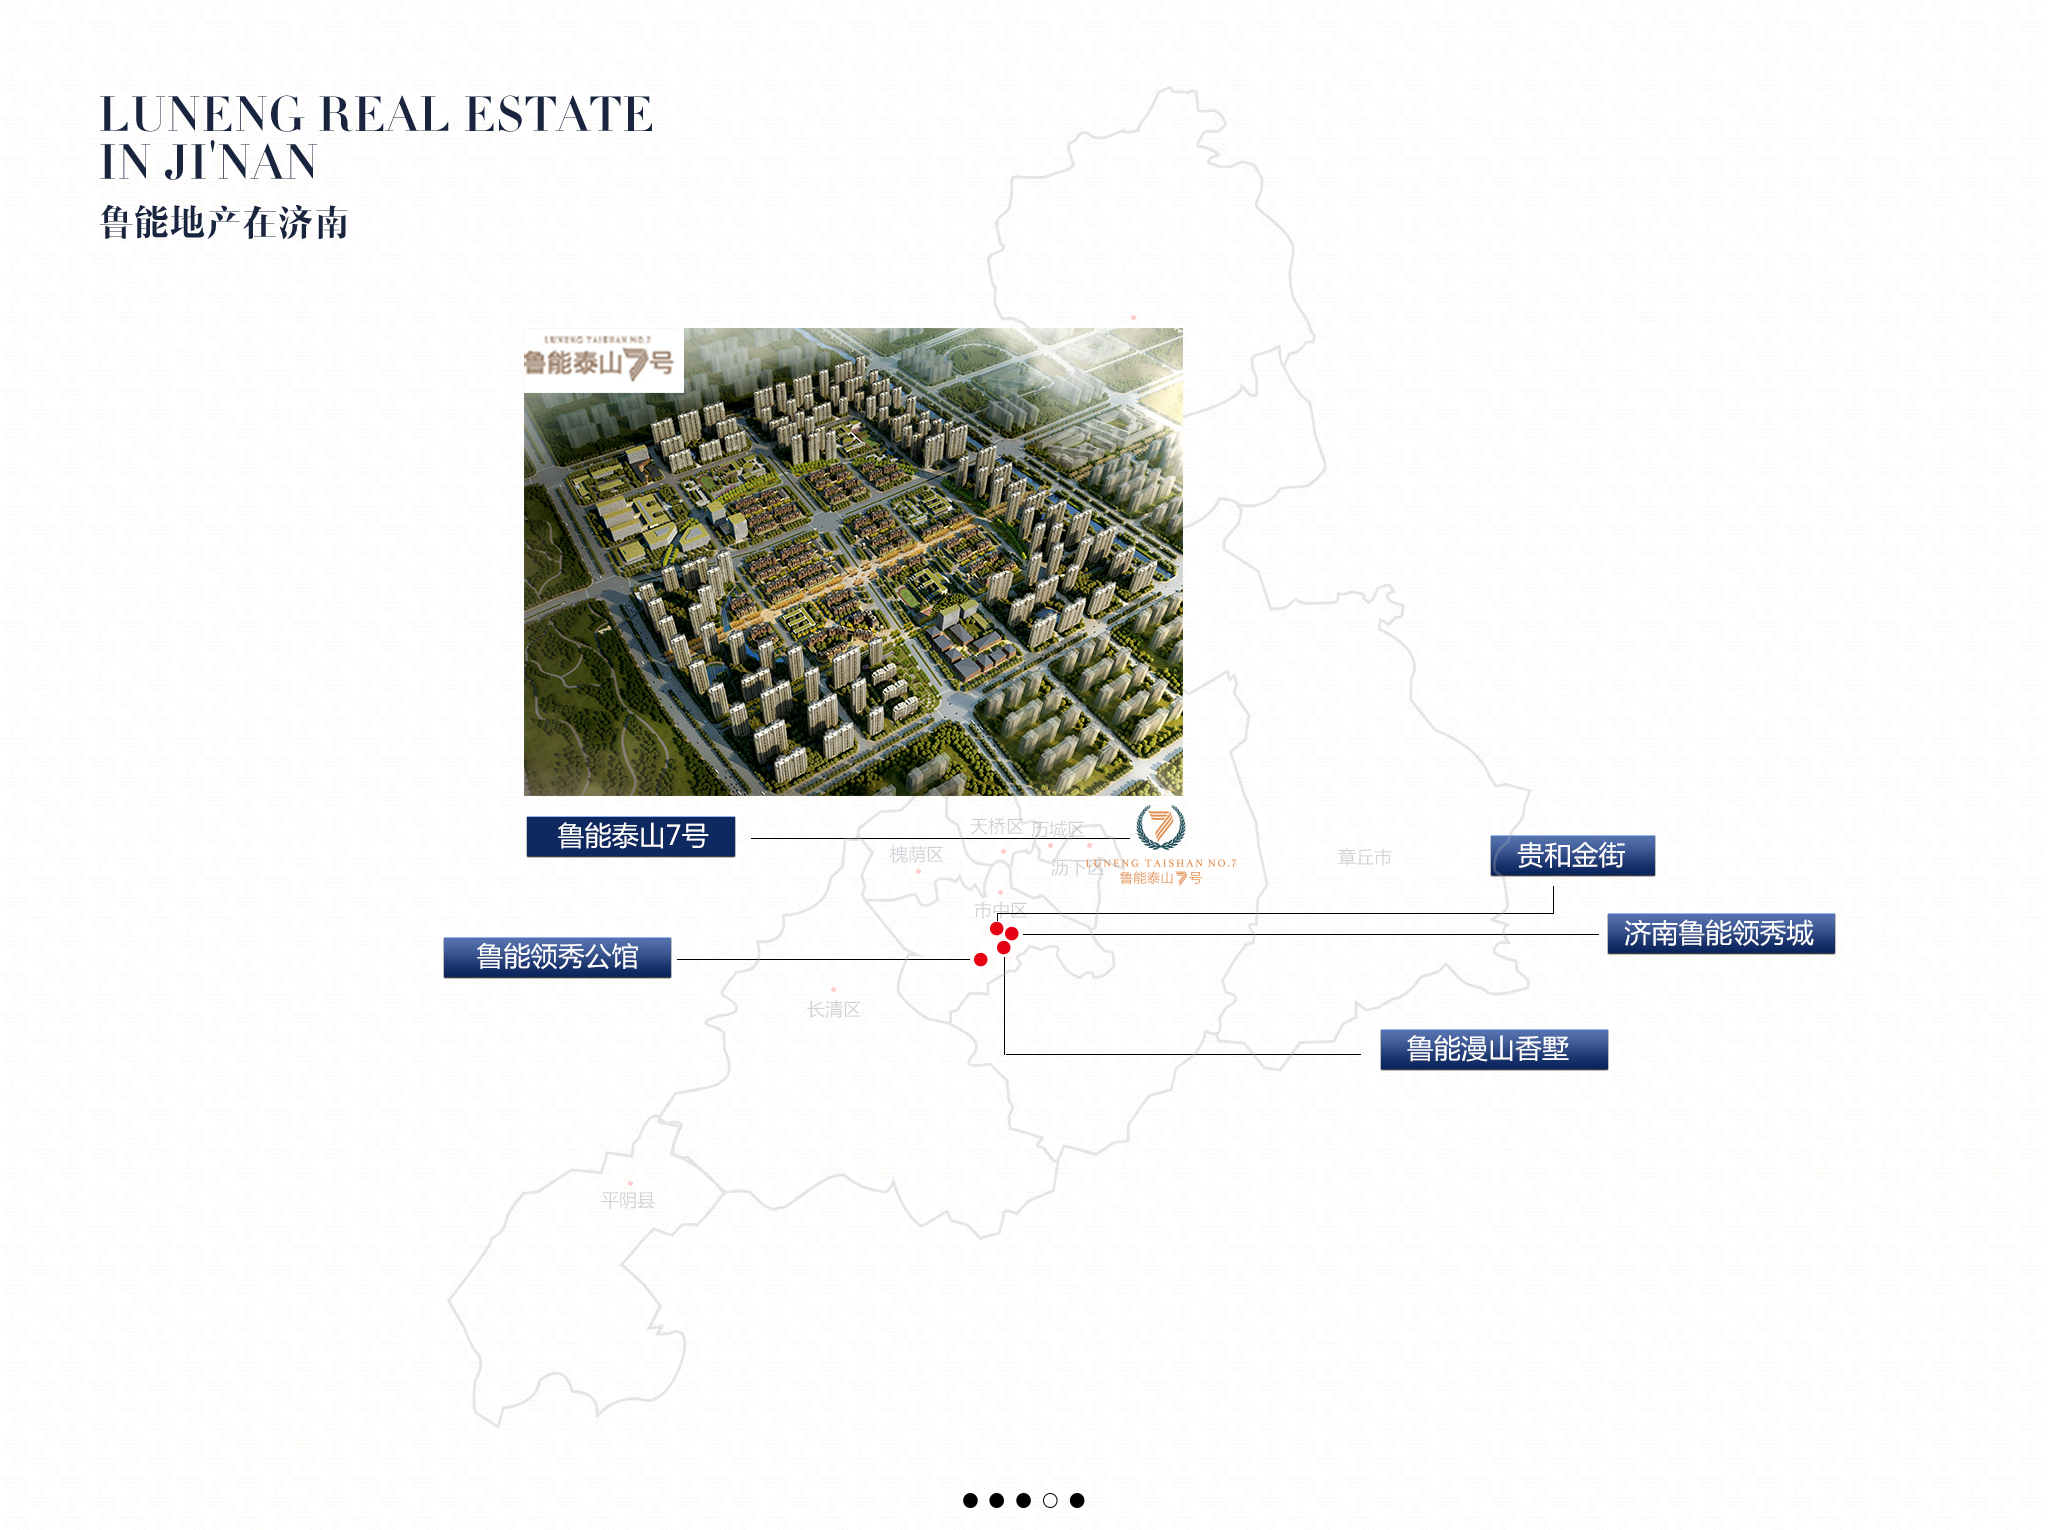 LUNENG REAL ESTATE
IN JI'NAN
鲁能地产在济南
LUNENG TAISHAN NO.7
鲁能泰山7号
鲁能泰山7号
天桥区
历城区
槐荫区
历下区
LUNENG TAISHAN NO.7
鲁能泰山7号
章丘市
贵和金街
市中区
济南鲁能领秀城
鲁能领秀公馆
长清区
鲁能漫山香墅
平阴县